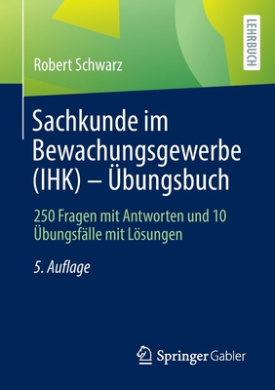 Robert Schwarz
LEHRBUCH
Sachkunde im
Bewachungsgewerbe
(IHK) – Übungsbuch
250 Fragen mit Antworten und 10
Übungsfälle mit Lösungen
5. Auflage
Springer Gabler